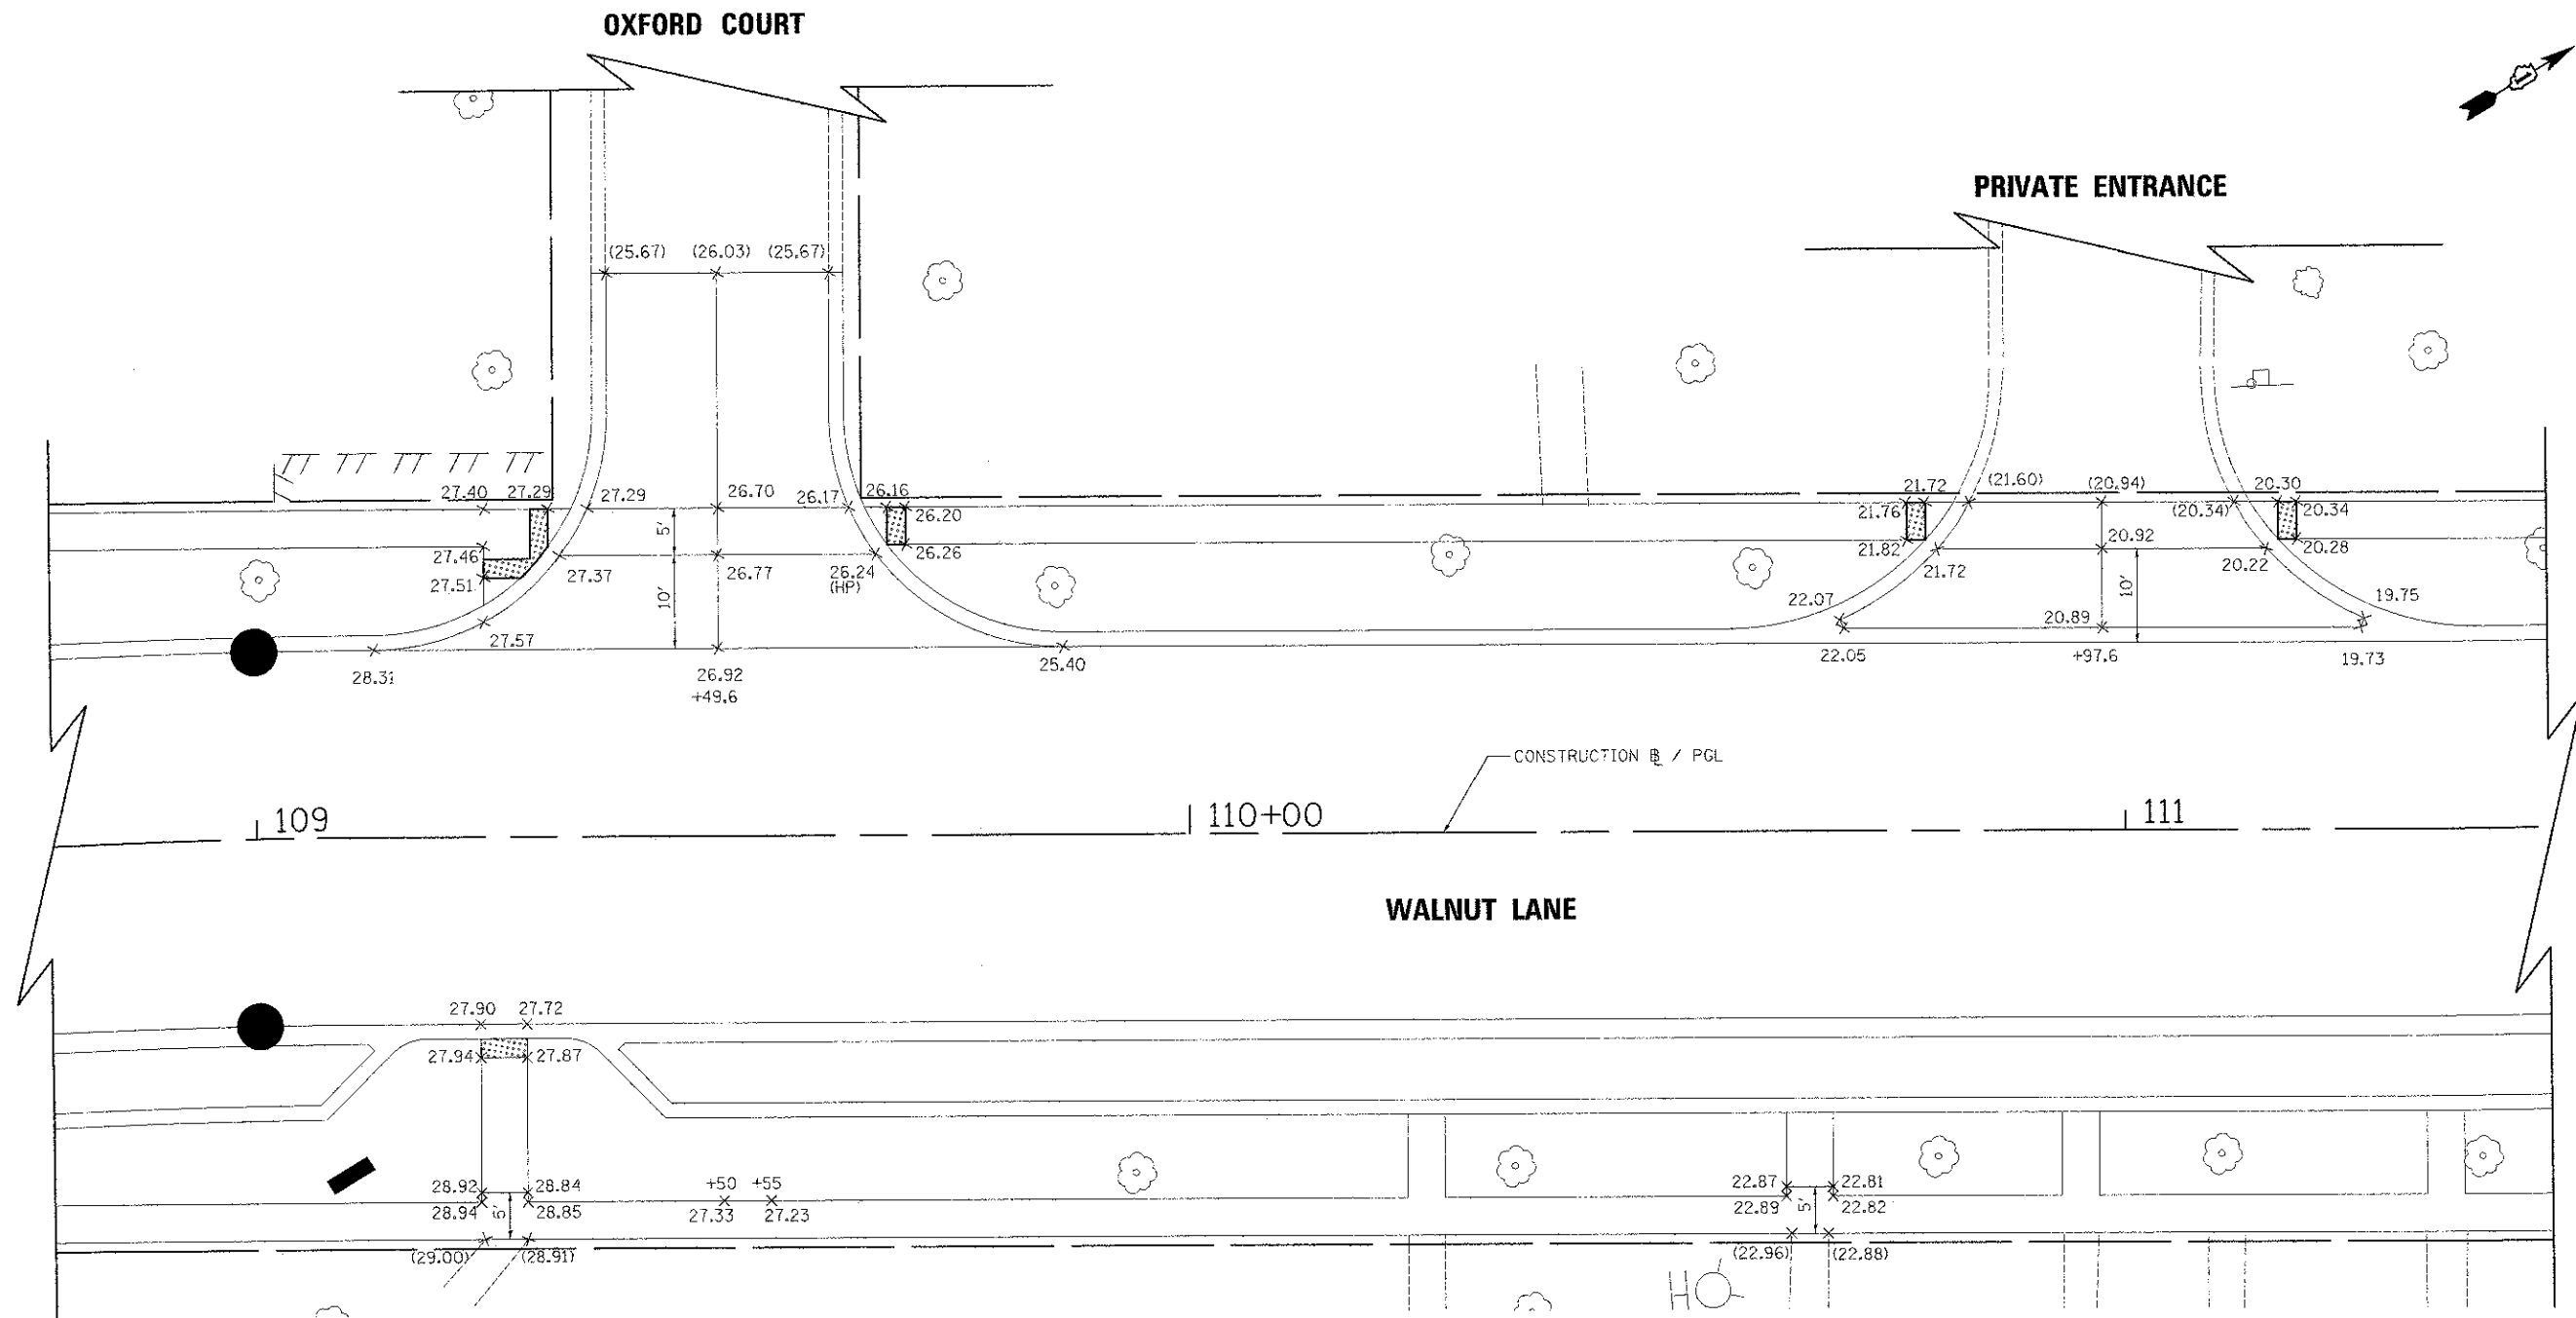 OXFORD COURT
PRIVATE ENTRANCE
(25.67) (26.03) (25.67)
27.40 27.29 27.29 26.70 26.17 26.16
26.20
5'
27.46 26.26
27.51 27.37 26.77 26.24
(HP)
10'
27.57
28.31 26.92 25.40
+49.6
21.72 (21.60) (20.94) 20.30
21.76 (20.34) 20.34
21.82 20.92 20.28
21.72 20.22
10'
22.07 19.75
20.89
22.05 +97.6 19.73
CONSTRUCTION BL / PGL
109 110+00 111
WALNUT LANE
27.90 27.72
27.94 27.87
28.92 28.84 +50 +55
28.94 5' 28.85 27.33 27.23
(29.00) (28.91)
22.87 22.81
22.89 5' 22.82
(22.96) (22.88)
H